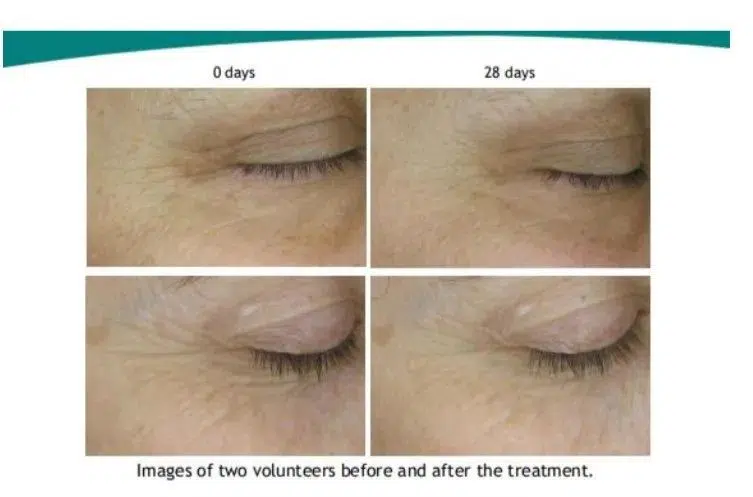 0 days
28 days
Images of two volunteers before and after the treatment.